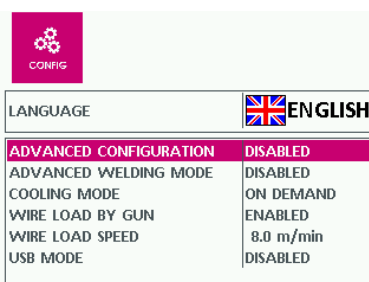 CONFIG
LANGUAGE ENGLISH
ADVANCED CONFIGURATION DISABLED
ADVANCED WELDING MODE DISABLED
COOLING MODE ON DEMAND
WIRE LOAD BY GUN ENABLED
WIRE LOAD SPEED 8.0 m/min
USB MODE DISABLED